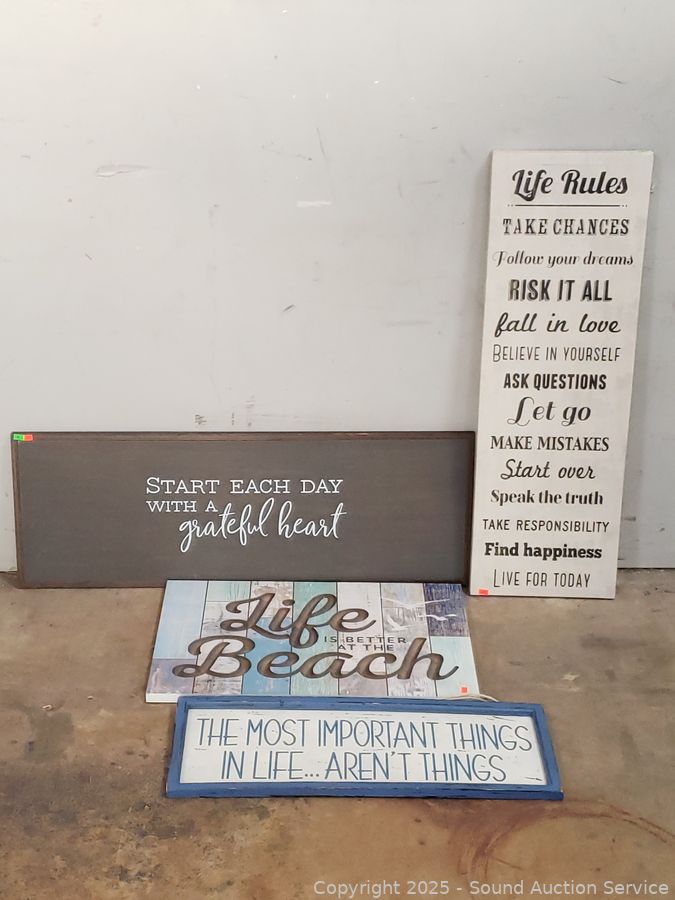 Life Rules
TAKE CHANCES
Follow your dreams
RISK IT ALL
fall in love
BELIEVE IN YOURSELF
ASK QUESTIONS
Let go
MAKE MISTAKES
Start over
Speak the truth
TAKE RESPONSIBILITY
Find happiness
LIVE FOR TODAY
START EACH DAY
WITH A
grateful heart
Life
IS BETTER
AT THE
Beach
THE MOST IMPORTANT THINGS
IN LIFE... AREN'T THINGS
Copyright 2025 - Sound Auction Service